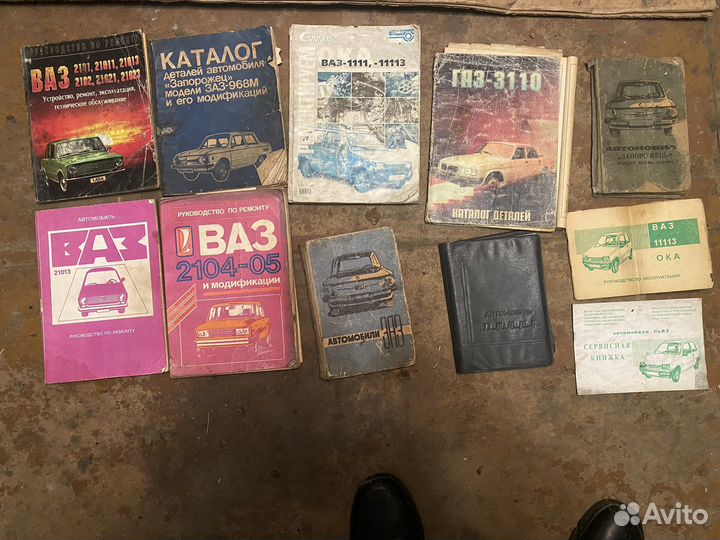 РУКОВОДСТВО ПО РЕМОНТУ
ВАЗ 2101, 21011, 21013
2102, 21021, 21023
Устройство, ремонт, эксплуатация,
техническое обслуживание
КАТАЛОГ
деталей автомобиля
«Запорожец»
модели ЗАЗ-968М
и его модификаций
ОКА
ВАЗ-1111, -11113
ГАЗ-3110
КАТАЛОГ ДЕТАЛЕЙ
АВТОМОБИЛЬ
„ЗАПОРОЖЕЦ“
АВТОМОБИЛЬ
ВАЗ
21013
РУКОВОДСТВО ПО РЕМОНТУ
РУКОВОДСТВО ПО РЕМОНТУ
ВАЗ
2104-05
и модификации
АВТОМОБИЛИ ЗАЗ
АВТОМОБИЛИ
ВАЗ
11113
ОКА
РУКОВОДСТВО ПО ЭКСПЛУАТАЦИИ
автомобили СеАЗ
СЕРВИСНАЯ
КНИЖКА
Avito